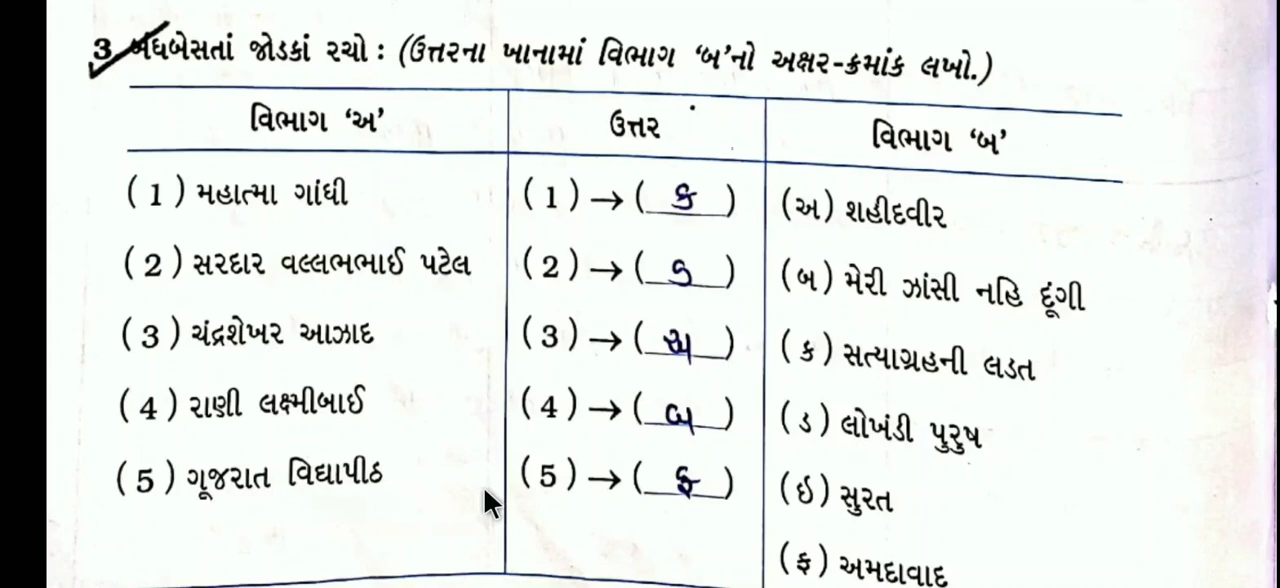 3. બંધબેસતાં જોડકાં રચો : (ઉત્તરના ખાનામાં વિભાગ ‘બ’નો અક્ષર-ક્રમાંક લખો.)
વિભાગ ‘અ’ ઉત્તર વિભાગ ‘બ’
( 1 ) મહાત્મા ગાંધી ( 1 ) → ( ક ) (અ) શહીદવીર
( 2 ) સરદાર વલ્લભભાઈ પટેલ ( 2 ) → ( ડ ) (બ) મેરી ઝાંસી નહિ દૂંગી
( 3 ) ચંદ્રશેખર આઝાદ ( 3 ) → ( અ ) (ક) સત્યાગ્રહની લડત
( 4 ) રાણી લક્ષ્મીબાઈ ( 4 ) → ( બ ) (ડ) લોખંડી પુરુષ
( 5 ) ગૂજરાત વિદ્યાપીઠ ( 5 ) → ( ફ ) (ઇ) સુરત
(ફ) અમદાવાદ